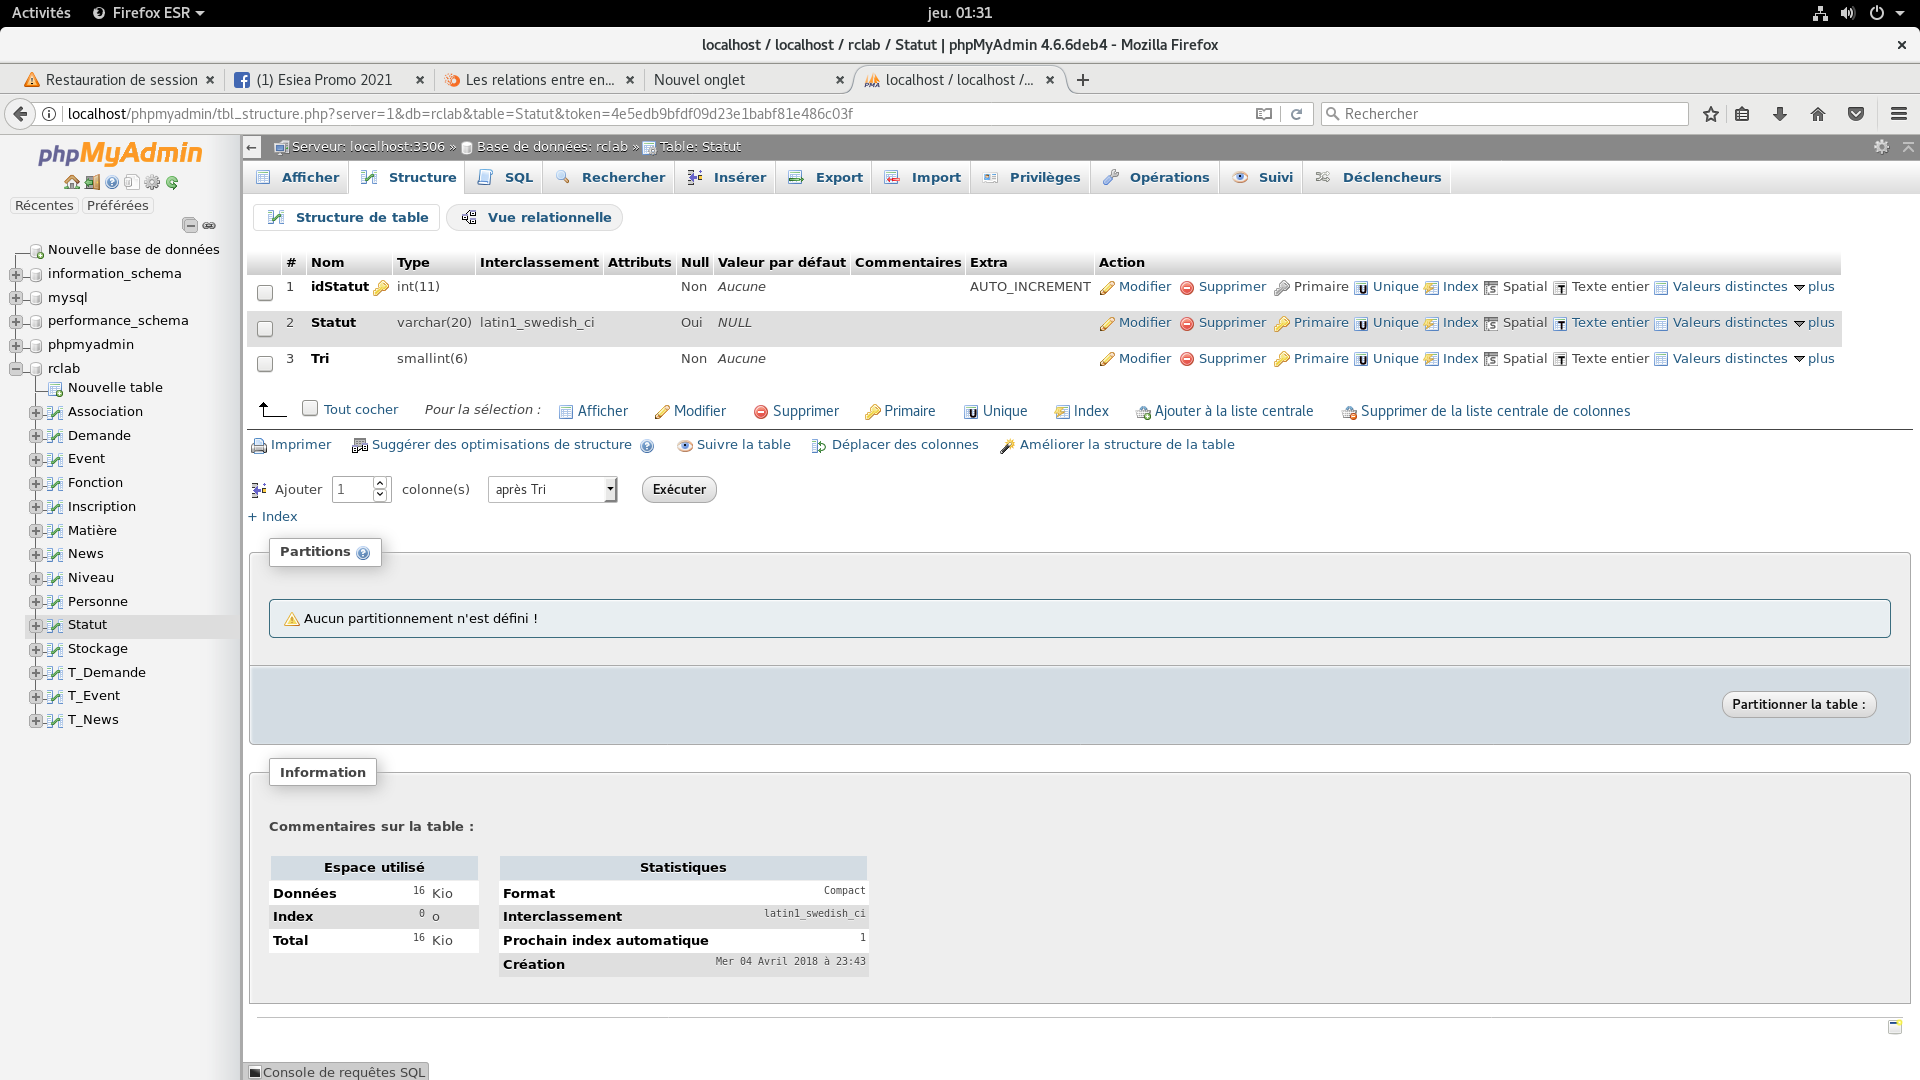 Activités Firefox ESR jeu. 01:31
localhost / localhost / rclab / Statut | phpMyAdmin 4.6.6deb4 - Mozilla Firefox
Restauration de session (1) Esiea Promo 2021 Les relations entre en... Nouvel onglet localhost / localhost /...
localhost/phpmyadmin/tbl_structure.php?server=1&db=rclab&table=Statut&token=4e5edb9bfdf09d23e1babf81e486c03f Rechercher
phpMyAdmin
Récentes Préférées
Nouvelle base de données
information_schema
mysql
performance_schema
phpmyadmin
rclab
Nouvelle table
Association
Demande
Event
Fonction
Inscription
Matière
News
Niveau
Personne
Statut
Stockage
T_Demande
T_Event
T_News
Serveur: localhost:3306 » Base de données: rclab » Table: Statut
Afficher Structure SQL Rechercher Insérer Export Import Privilèges Opérations Suivi Déclencheurs
Structure de table Vue relationnelle
# Nom Type Interclassement Attributs Null Valeur par défaut Commentaires Extra Action
1 idStatut int(11) Non Aucune AUTO_INCREMENT Modifier Supprimer Primaire Unique Index Spatial Texte entier Valeurs distinctes plus
2 Statut varchar(20) latin1_swedish_ci Oui NULL Modifier Supprimer Primaire Unique Index Spatial Texte entier Valeurs distinctes plus
3 Tri smallint(6) Non Aucune Modifier Supprimer Primaire Unique Index Spatial Texte entier Valeurs distinctes plus
Tout cocher Pour la sélection : Afficher Modifier Supprimer Primaire Unique Index Ajouter à la liste centrale Supprimer de la liste centrale de colonnes
Imprimer Suggérer des optimisations de structure Suivre la table Déplacer des colonnes Améliorer la structure de la table
Ajouter 1 colonne(s) après Tri Exécuter
+ Index
Partitions
Aucun partitionnement n'est défini !
Partitionner la table :
Information
Commentaires sur la table :
Espace utilisé
Données 16 Kio
Index 0 o
Total 16 Kio
Statistiques
Format Compact
Interclassement latin1_swedish_ci
Prochain index automatique 1
Création Mer 04 Avril 2018 à 23:43
Console de requêtes SQL